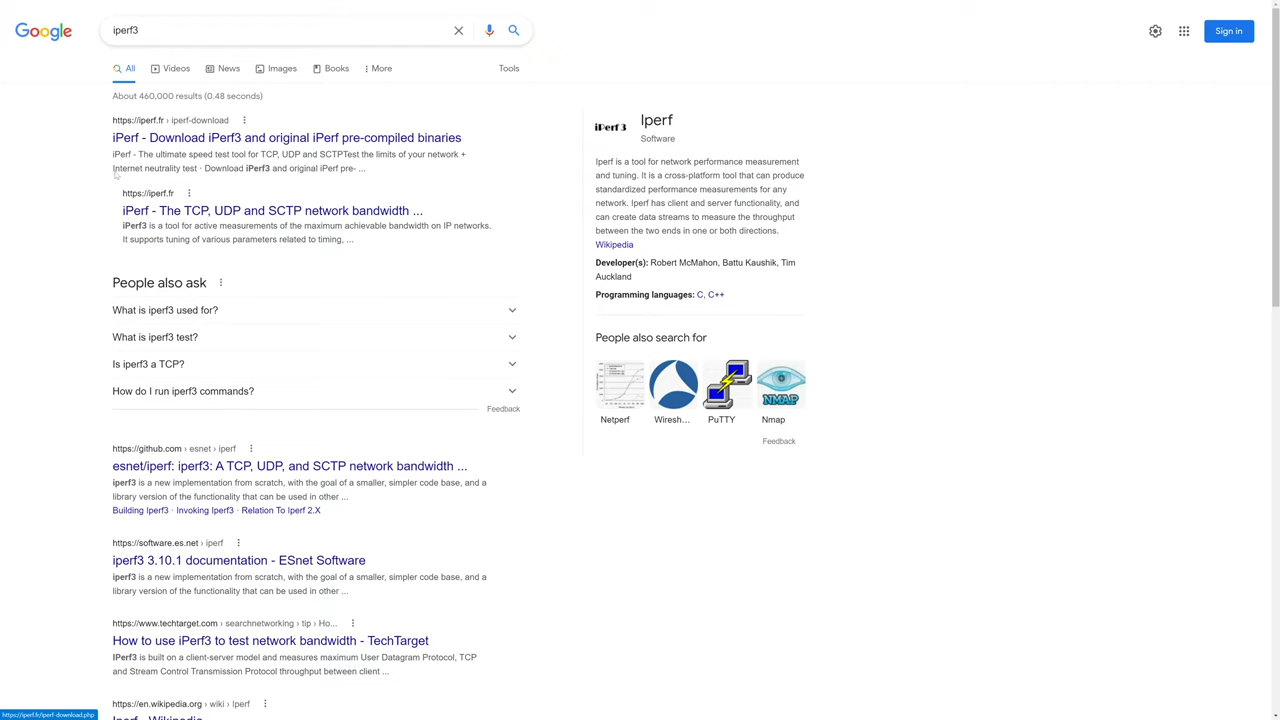 Google
iperf3
Sign in
All
Videos
News
Images
Books
More
Tools
About 460,000 results (0.48 seconds)
https://iperf.fr › iperf-download
iPerf - Download iPerf3 and original iPerf pre-compiled binaries
iPerf - The ultimate speed test tool for TCP, UDP and SCTPTest the limits of your network +
Internet neutrality test · Download iPerf3 and original iPerf pre- ...
https://iperf.fr
iPerf - The TCP, UDP and SCTP network bandwidth ...
iPerf3 is a tool for active measurements of the maximum achievable bandwidth on IP networks.
It supports tuning of various parameters related to timing, ...
People also ask
What is iperf3 used for?
What is iperf3 test?
Is iperf3 a TCP?
How do I run iperf3 commands?
Feedback
https://github.com › esnet › iperf
esnet/iperf: iperf3: A TCP, UDP, and SCTP network bandwidth ...
iperf3 is a new implementation from scratch, with the goal of a smaller, simpler code base, and a
library version of the functionality that can be used in other ...
Building Iperf3 · Invoking Iperf3 · Relation To Iperf 2.X
https://software.es.net › iperf
iperf3 3.10.1 documentation - ESnet Software
iperf3 is a new implementation from scratch, with the goal of a smaller, simpler code base, and a
library version of the functionality that can be used in other ...
https://www.techtarget.com › searchnetworking › tip › Ho...
How to use iPerf3 to test network bandwidth - TechTarget
IPerf3 is built on a client-server model and measures maximum User Datagram Protocol, TCP
and Stream Control Transmission Protocol throughput between client ...
https://en.wikipedia.org › wiki › Iperf
Iperf - Wikipedia
https://iperf.fr/iperf-download.php
iPerf 3
Iperf
Software
Iperf is a tool for network performance measurement
and tuning. It is a cross-platform tool that can produce
standardized performance measurements for any
network. Iperf has client and server functionality, and
can create data streams to measure the throughput
between the two ends in one or both directions.
Wikipedia
Developer(s): Robert McMahon, Battu Kaushik, Tim
Auckland
Programming languages: C, C++
People also search for
NMAP
Netperf
Wiresh...
PuTTY
Nmap
Feedback